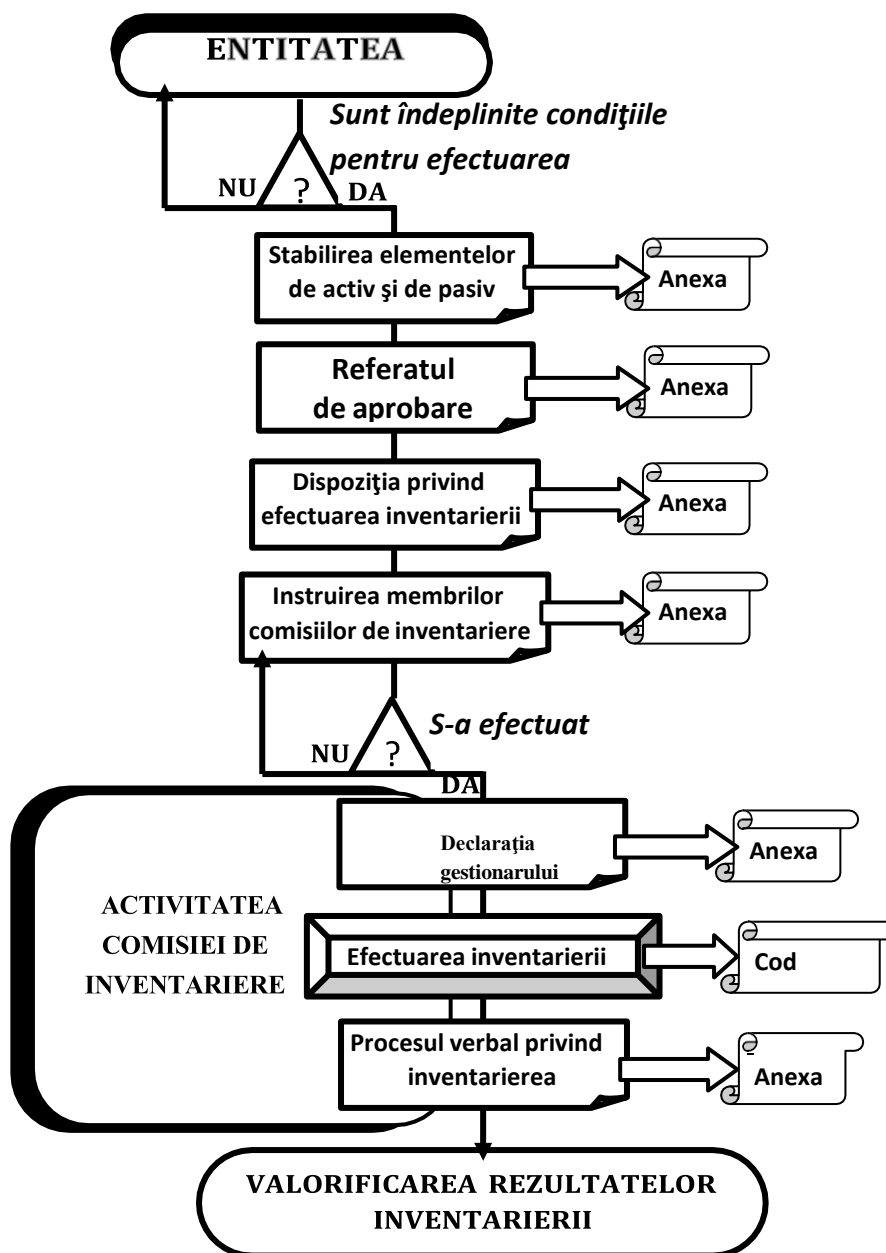 ENTITATEA
Sunt îndeplinite condiţiile
pentru efectuarea
NU ? DA
Stabilirea elementelor
de activ şi de pasiv
Anexa
Referatul
de aprobare
Anexa
Dispoziţia privind
efectuarea inventarierii
Anexa
Instruirea membrilor
comisiilor de inventariere
Anexa
S-a efectuat
NU ?
DA
Declaraţia
gestionarului
Anexa
ACTIVITATEA
COMISIEI DE
INVENTARIERE
Efectuarea inventarierii
Cod
Procesul verbal privind
inventarierea
Anexa
VALORIFICAREA REZULTATELOR
INVENTARIERII